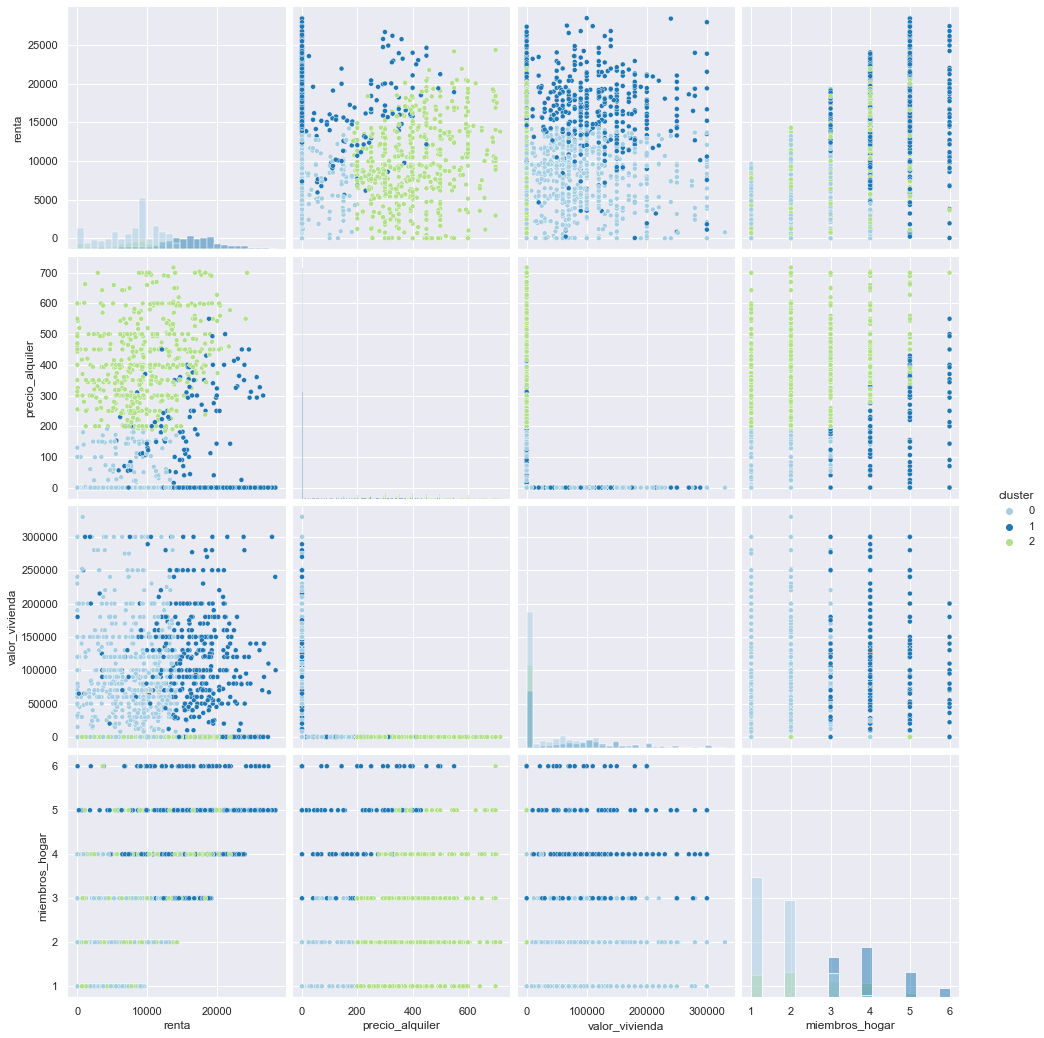 25000
20000
15000
10000
5000
0
renta
700
600
500
400
300
200
100
0
precio_alquiler
cluster
0
1
2
300000
250000
200000
150000
100000
50000
0
valor_vivienda
6
5
4
3
2
1
miembros_hogar
0 10000 20000
0 200 400 600
0 100000 200000 300000
1 2 3 4 5 6
renta
precio_alquiler
valor_vivienda
miembros_hogar